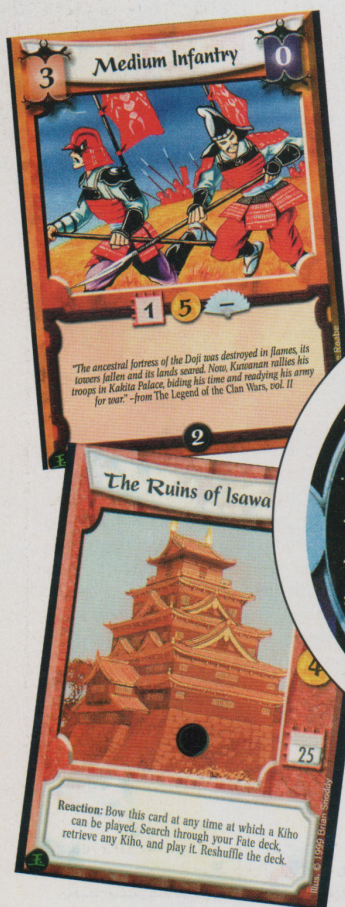 3
Medium Infantry
0
1
5
–
"The ancestral fortress of the Doji was destroyed in flames, its
towers fallen and its lands seared. Now, Kuwanan rallies his
troops in Kakita Palace, biding his time and readying his army
for war." –from The Legend of the Clan Wars, vol. II
2
玉
The Ruins of Isawa
4
25
Reaction: Bow this card at any time at which a Kiho
can be played. Search through your Fate deck,
retrieve any Kiho, and play it. Reshuffle the deck.
玉
Illus. © 1999 Brian Snoddy